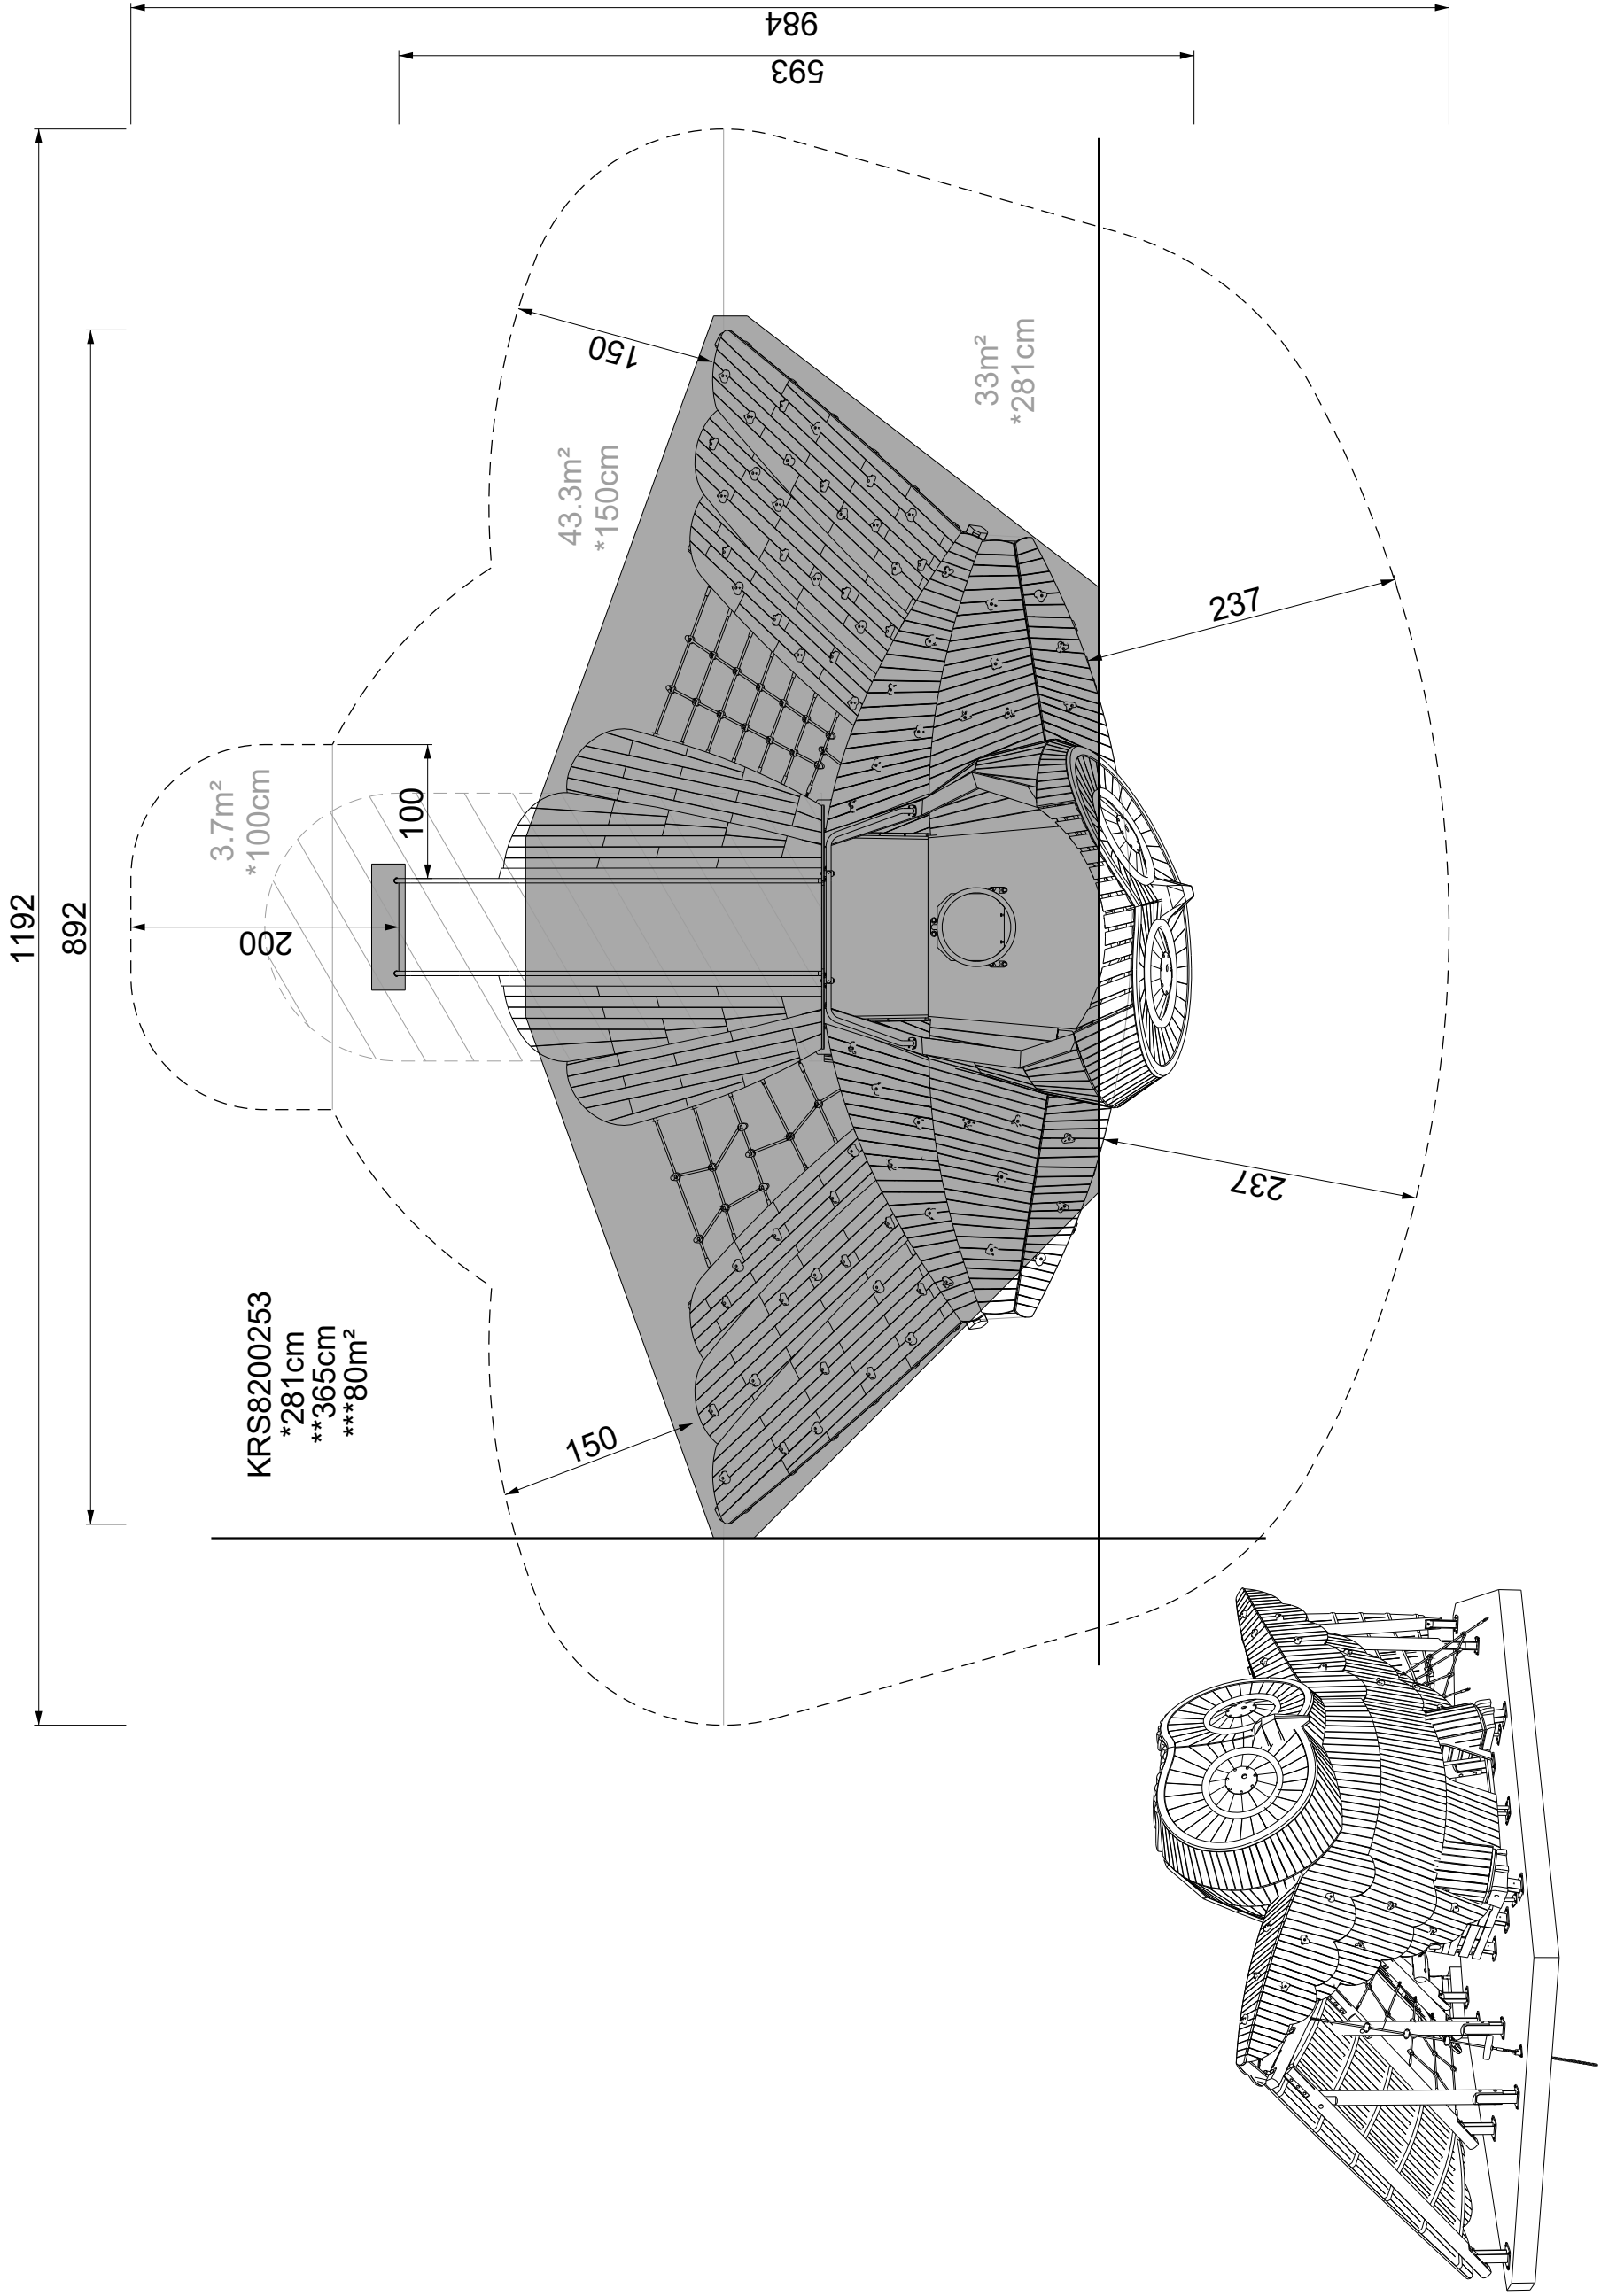 KRS8200253
*281cm
**365cm
***80m²
1192
892
984
593
200
100
3.7m²
*100cm
150
43.3m²
*150cm
150
33m²
*281cm
237
237